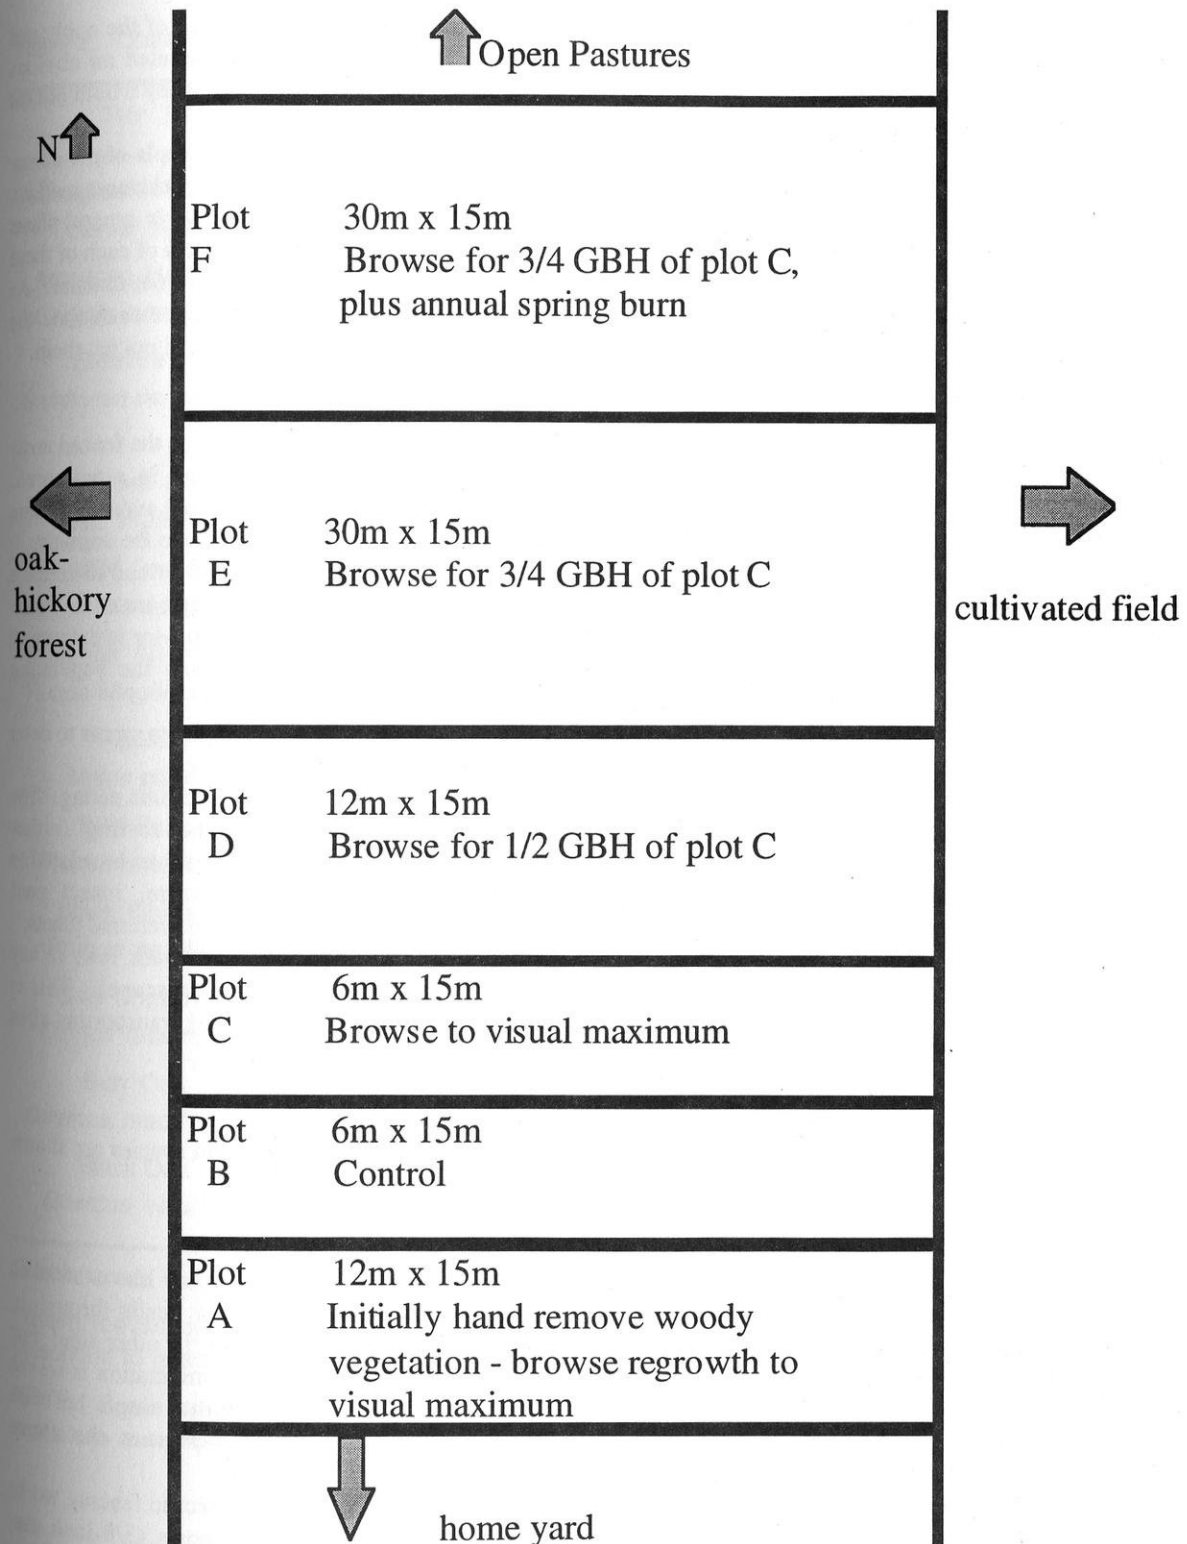 Open Pastures
N
Plot 30m x 15m
F Browse for 3/4 GBH of plot C,
plus annual spring burn
Plot 30m x 15m
E Browse for 3/4 GBH of plot C
oak-
hickory
forest
cultivated field
Plot 12m x 15m
D Browse for 1/2 GBH of plot C
Plot 6m x 15m
C Browse to visual maximum
Plot 6m x 15m
B Control
Plot 12m x 15m
A Initially hand remove woody
vegetation - browse regrowth to
visual maximum
home yard